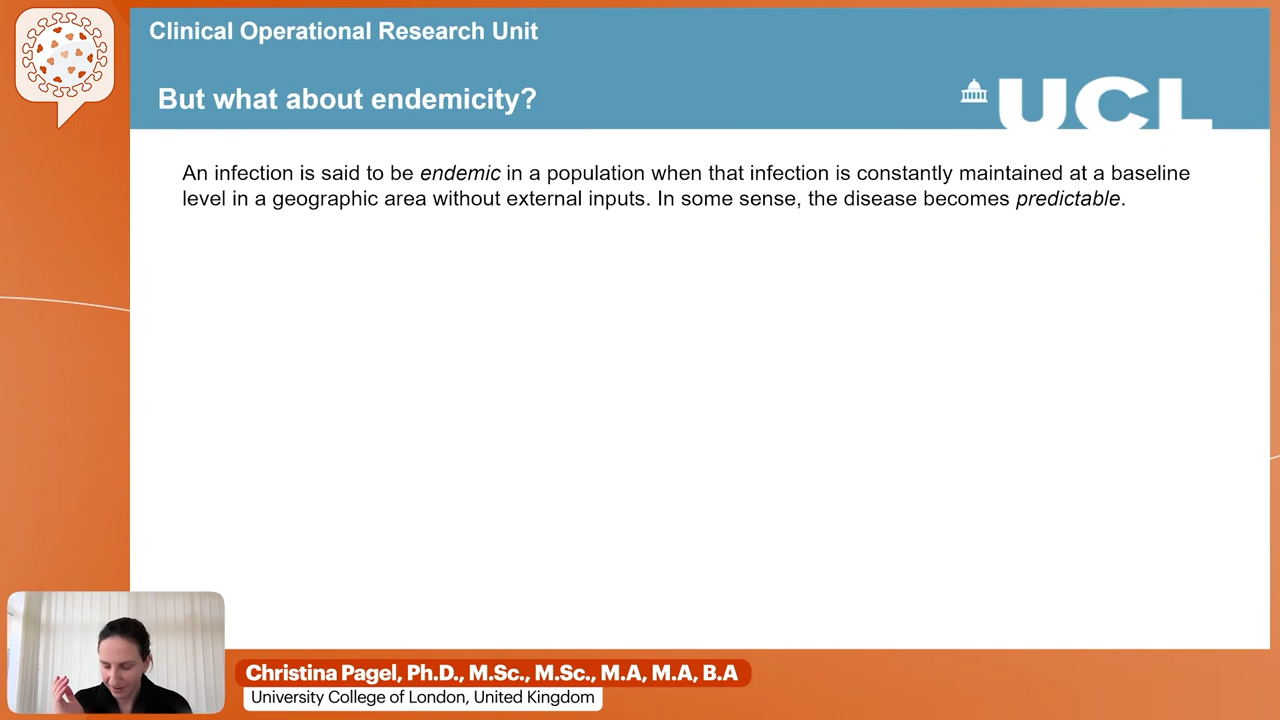 Clinical Operational Research Unit
But what about endemicity?
UCL
An infection is said to be endemic in a population when that infection is constantly maintained at a baseline
level in a geographic area without external inputs. In some sense, the disease becomes predictable.
Christina Pagel, Ph.D., M.Sc., M.Sc., M.A, M.A, B.A
University College of London, United Kingdom